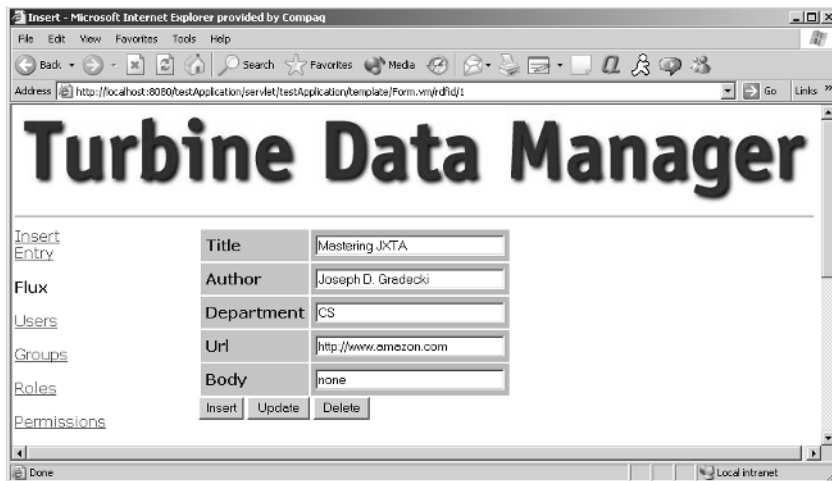 Insert - Microsoft Internet Explorer provided by Compaq
File Edit View Favorites Tools Help
Back Search Favorites Media
Address http://localhost:8080/testApplication/servlet/testApplication/template/Form.vm/rdfid/1 Go Links »
Turbine Data Manager
Insert
Entry
Flux
Users
Groups
Roles
Permissions
Title Mastering JXTA
Author Joseph D. Gradecki
Department CS
Url http://www.amazon.com
Body none
Insert Update Delete
Done Local intranet